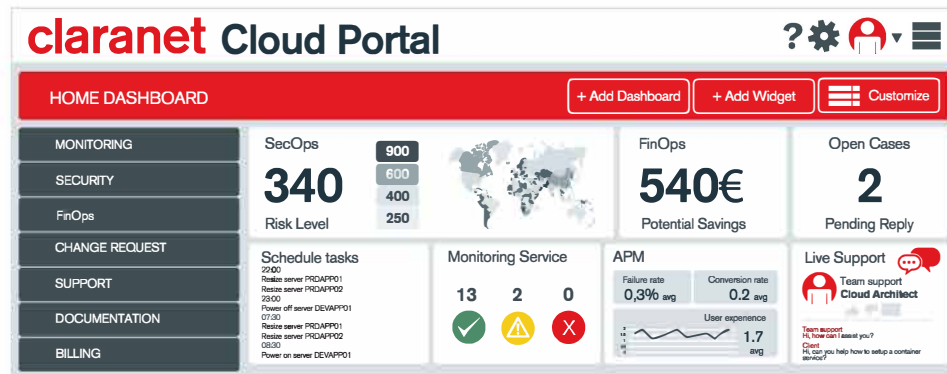 claranet Cloud Portal
?
HOME DASHBOARD
+ Add Dashboard
+ Add Widget
Customize
MONITORING
SECURITY
FinOps
CHANGE REQUEST
SUPPORT
DOCUMENTATION
BILLING
SecOps
340
Risk Level
900
600
400
250
FinOps
540€
Potential Savings
Open Cases
2
Pending Reply
Schedule tasks
22:00
Resize server PRDAPP01
Resize server PRDAPP02
23:00
Power off server DEVAPP01
07:30
Resize server PRDAPP01
Resize server PRDAPP02
08:30
Power on server DEVAPP01
Monitoring Service
13 2 0
X
APM
Failure rate
0,3% avg
Conversion rate
0.2 avg
User experience
1.7
avg
Live Support
Team support
Cloud Architect
Team support
Hi, how can I assist you?
Client
Hi, can you help how to setup a container
service?